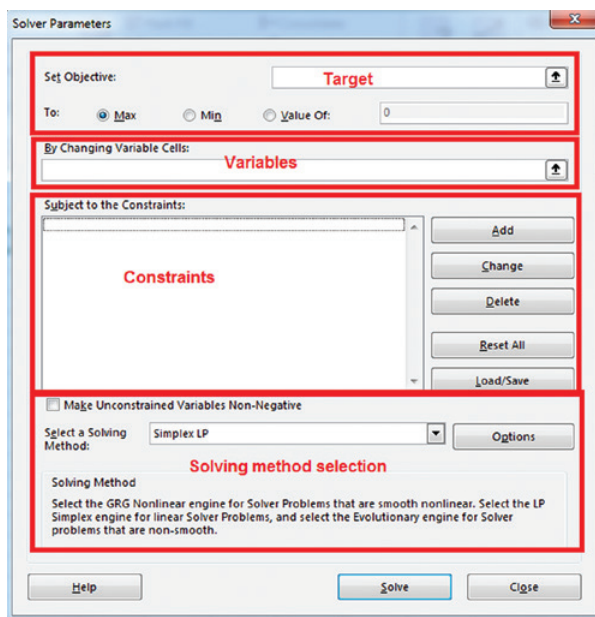 Solver Parameters
Set Objective:
Target
To:
Max
Min
Value Of:
0
By Changing Variable Cells:
Variables
Subject to the Constraints:
Constraints
Add
Change
Delete
Reset All
Load/Save
Make Unconstrained Variables Non-Negative
Select a Solving
Method:
Simplex LP
Options
Solving method selection
Solving Method
Select the GRG Nonlinear engine for Solver Problems that are smooth nonlinear. Select the LP
Simplex engine for linear Solver Problems, and select the Evolutionary engine for Solver
problems that are non-smooth.
Help
Solve
Close